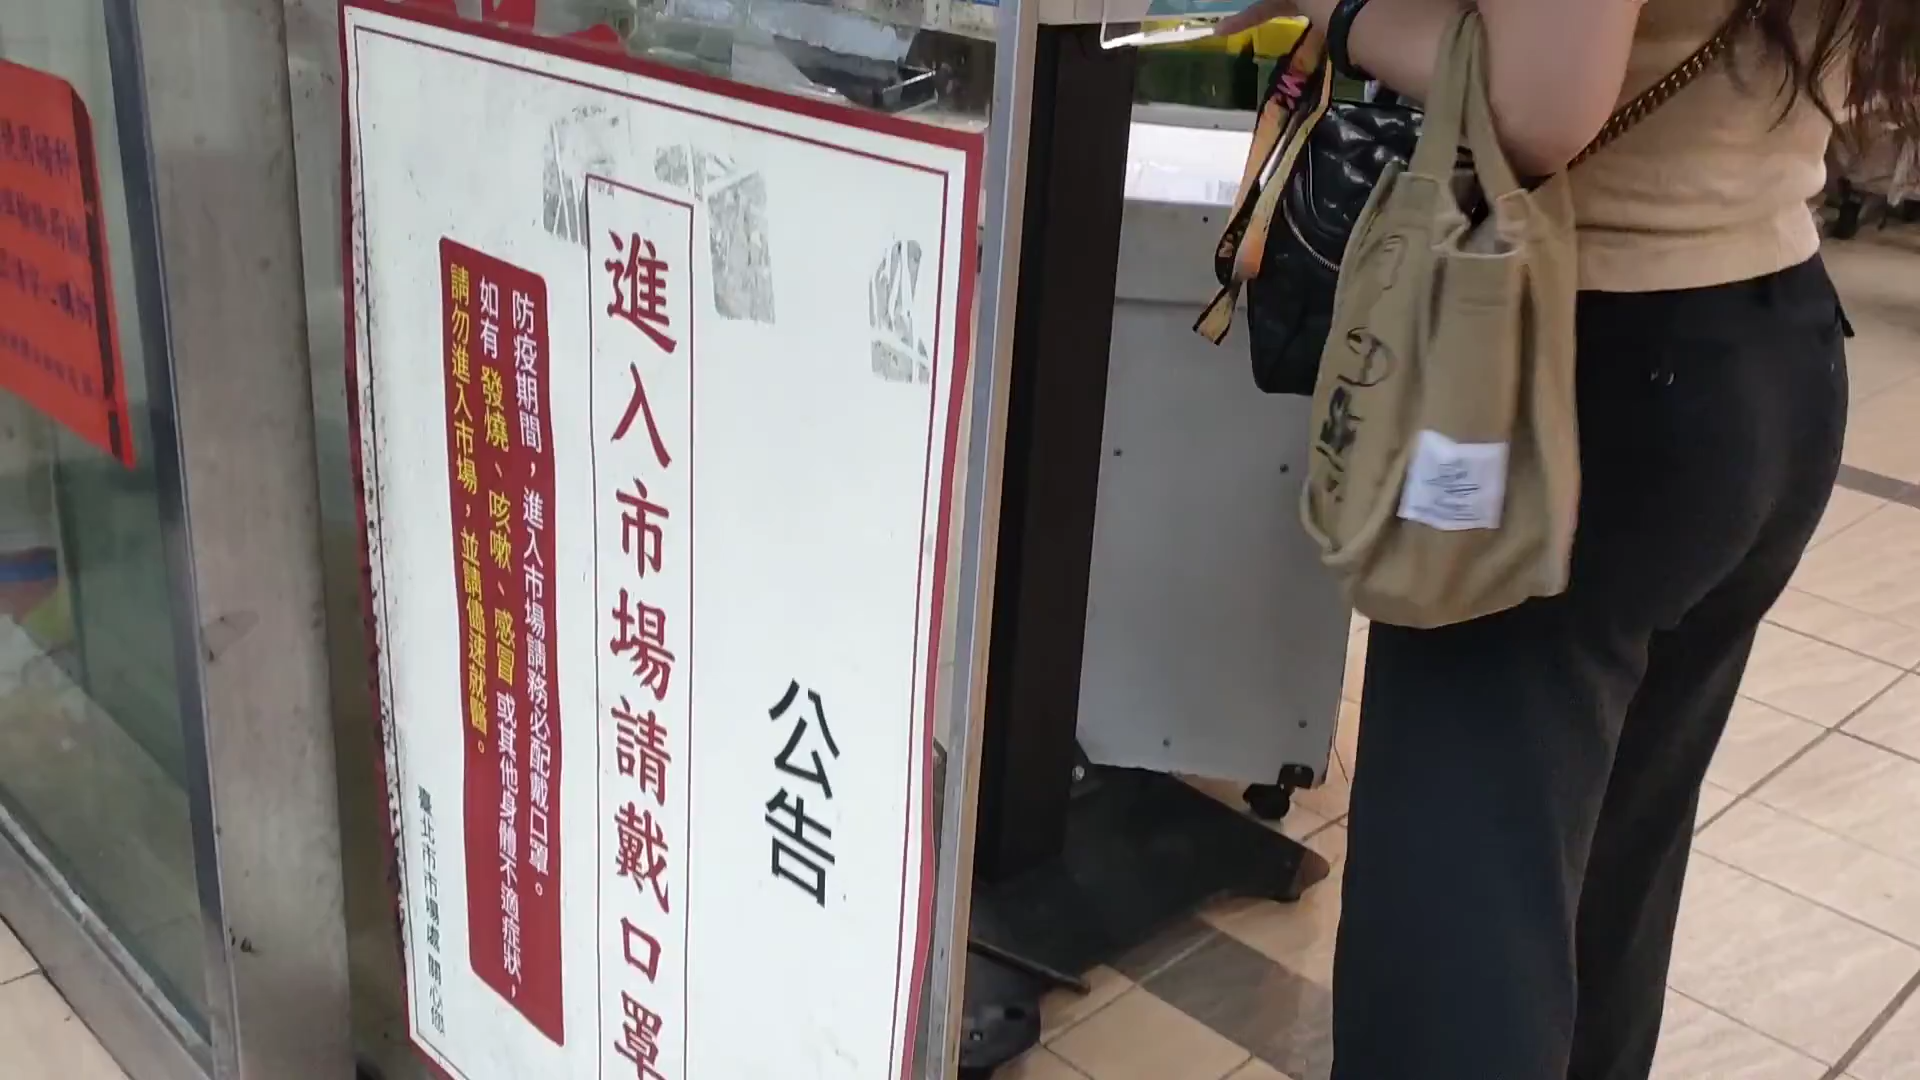 公告
進入市場請戴口罩
防疫期間，進入市場請務必配戴口罩。
如有 發燒、咳嗽、感冒 或其他身體不適症狀，
請勿進入市場，並請儘速就醫。
臺北市市場處 關心您